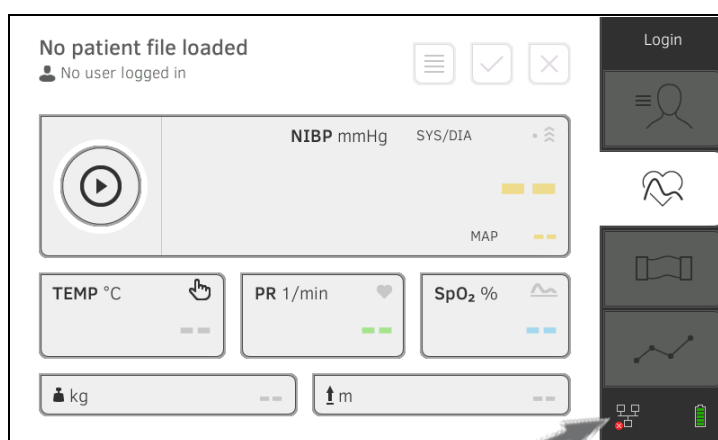 No patient file loaded
No user logged in
Login
NIBP mmHg SYS/DIA
-- 
MAP --
TEMP °C
--
PR 1/min
--
SpO₂ %
--
kg --
m --